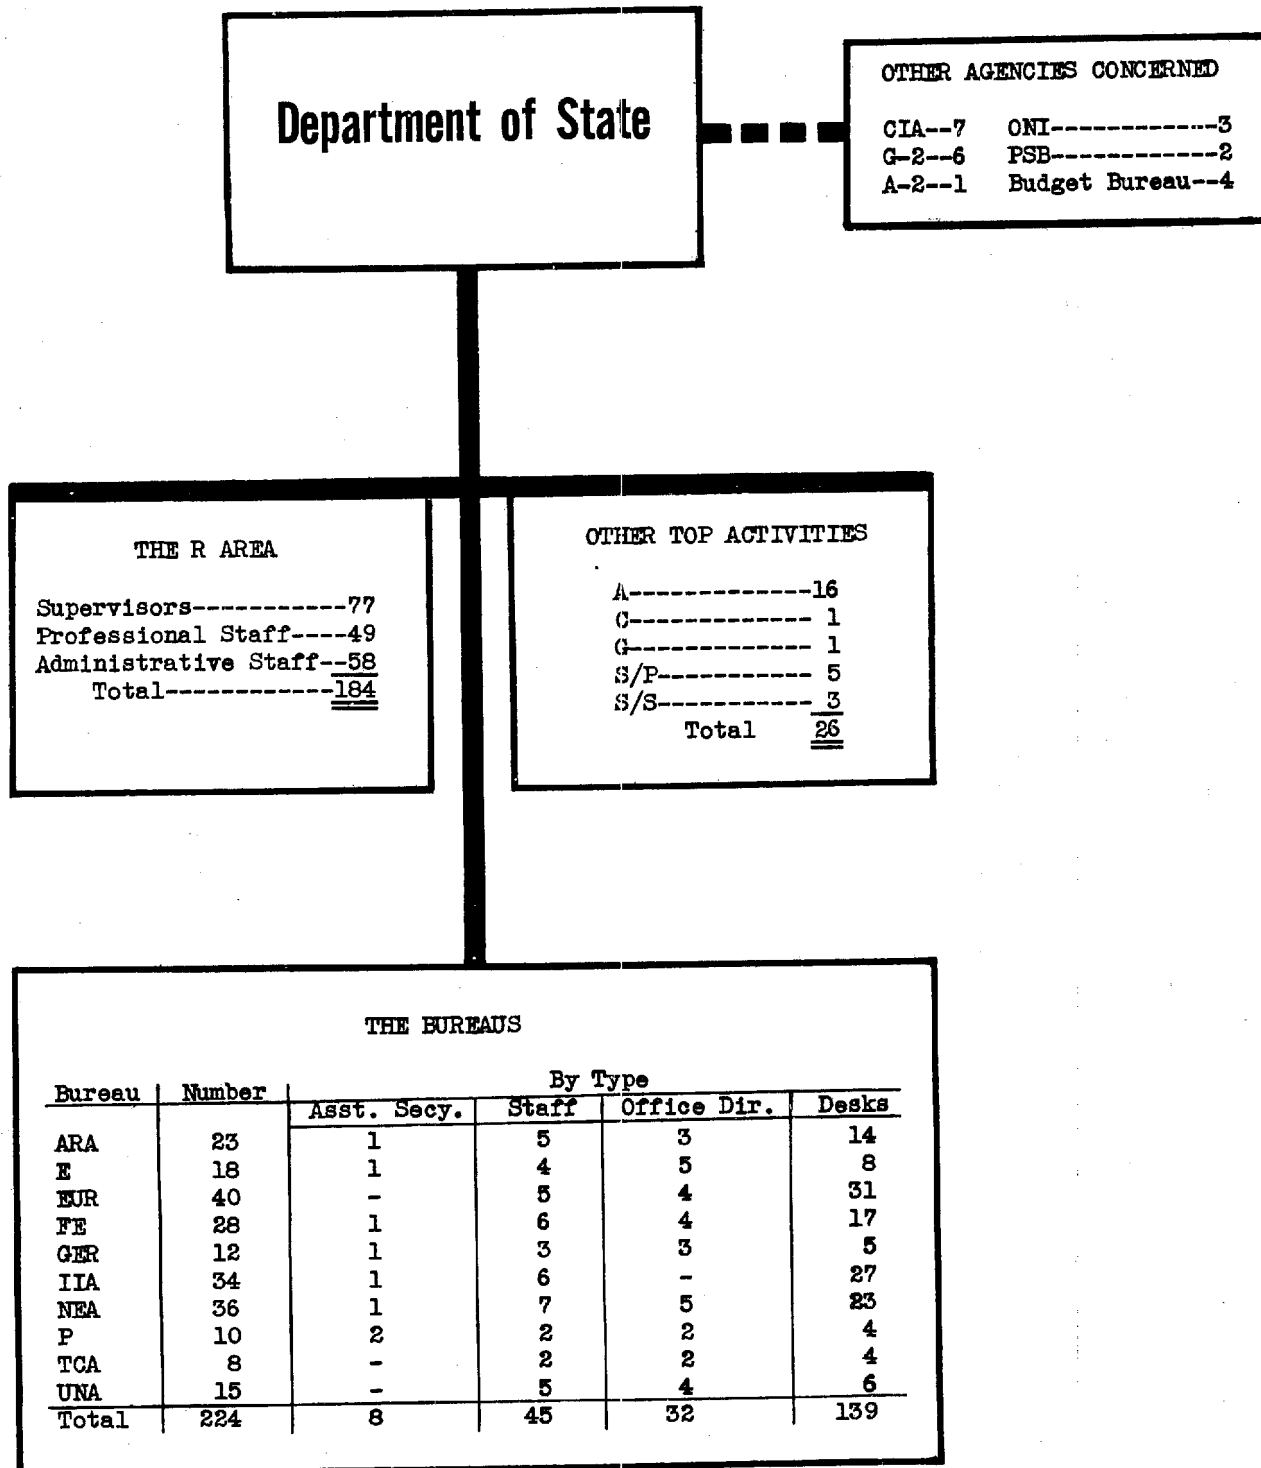 Department of State
OTHER AGENCIES CONCERNED
CIA--7 ONI-------------3
G-2--6 PSB-------------2
A-2--1 Budget Bureau--4
THE R AREA
Supervisors-----------77
Professional Staff----49
Administrative Staff--58
Total------------184
OTHER TOP ACTIVITIES
A-------------16
C------------- 1
G------------- 1
S/P------------ 5
S/S------------ 3
Total 26
THE BUREAUS
Bureau Number By Type
Asst. Secy. Staff Office Dir. Desks
ARA 23 1 5 3 14
E 18 1 4 5 8
EUR 40 - 5 4 31
FE 28 1 6 4 17
GER 12 1 3 3 5
IIA 34 1 6 - 27
NEA 36 1 7 5 23
P 10 2 2 2 4
TCA 8 - 2 2 4
UNA 15 - 5 4 6
Total 224 8 45 32 139